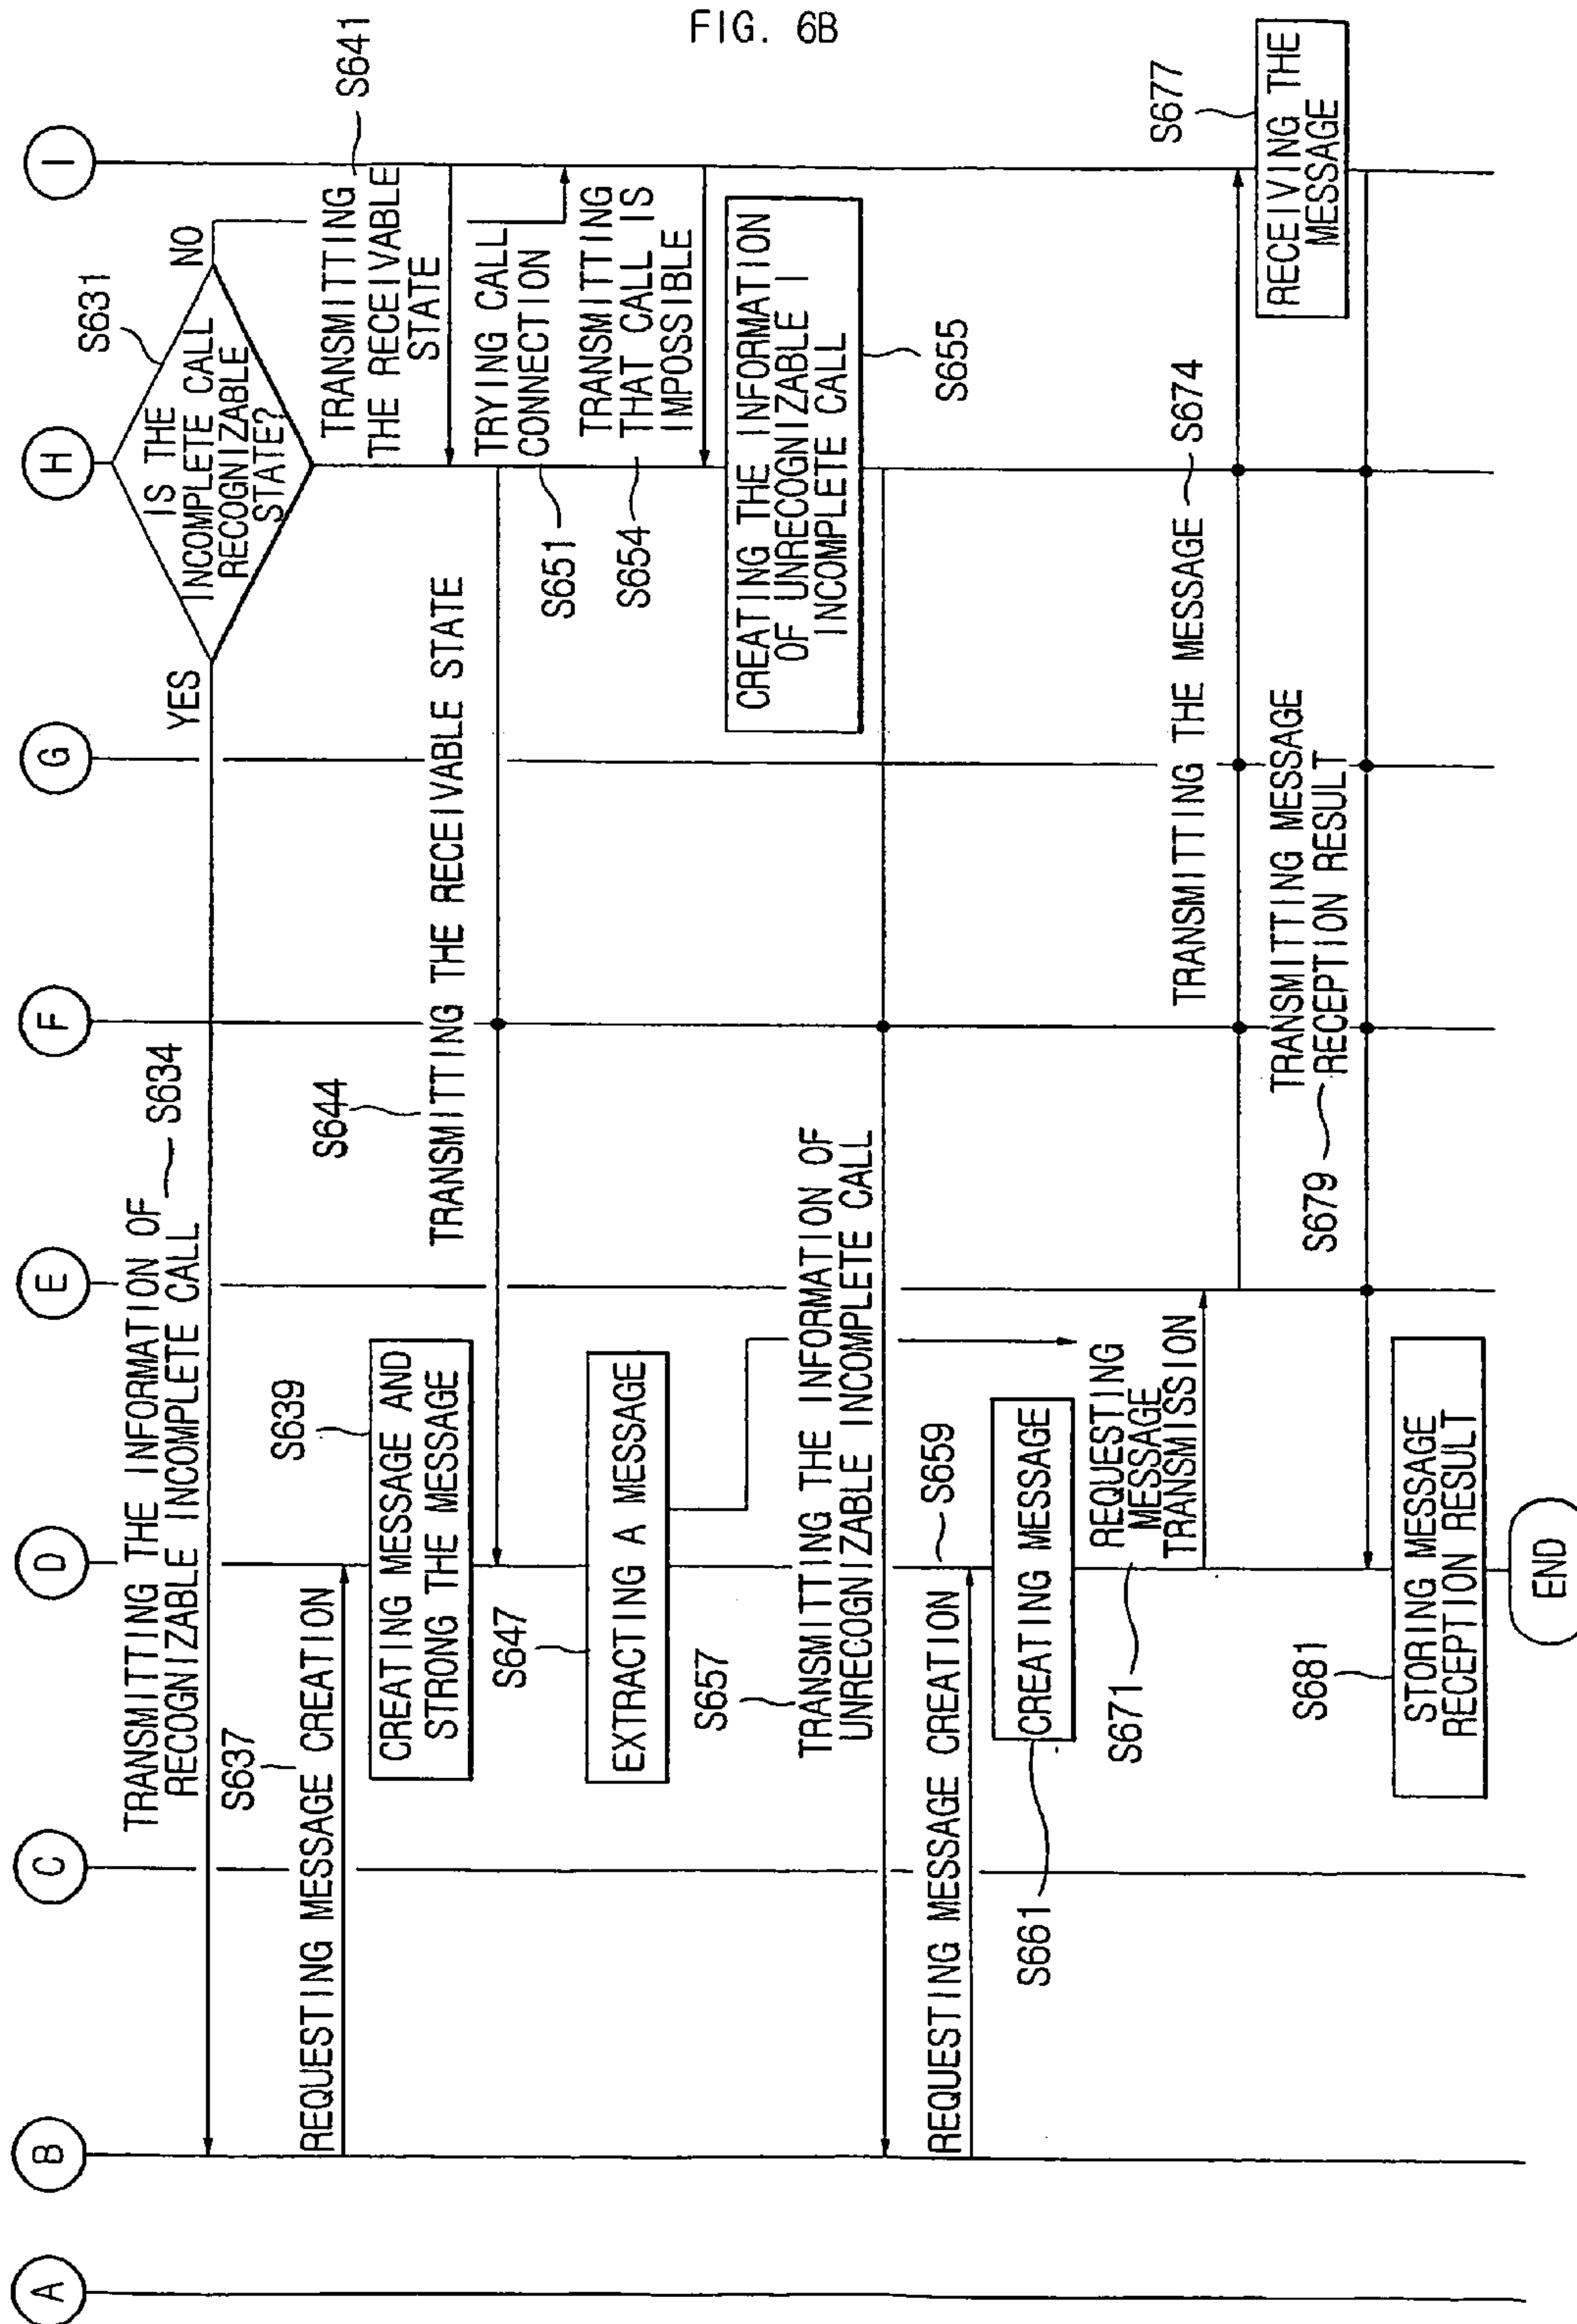 FIG. 6B
A
B
C
D
E
F
G
H
I
IS THE
INCOMPLETE CALL
RECOGNIZABLE
STATE?
S631
YES
NO
TRANSMITTING THE INFORMATION OF
RECOGNIZABLE INCOMPLETE CALL
S634
S637
REQUESTING MESSAGE CREATION
S639
CREATING MESSAGE AND
STRONG THE MESSAGE
TRANSMITTING
THE RECEIVABLE
STATE
S641
S644
TRANSMITTING THE RECEIVABLE STATE
S647
EXTRACTING A MESSAGE
TRYING CALL
CONNECTION
S651
TRANSMITTING
THAT CALL IS
IMPOSSIBLE
S654
CREATING THE INFORMATION
OF UNRECOGNIZABLE I
INCOMPLETE CALL
S655
S657
TRANSMITTING THE INFORMATION OF
UNRECOGNIZABLE INCOMPLETE CALL
REQUESTING MESSAGE CREATION
S659
CREATING MESSAGE
S661
REQUESTING
MESSAGE
TRANSMISSION
S671
TRANSMITTING THE MESSAGE
S674
S677
RECEIVING THE
MESSAGE
TRANSMITTING MESSAGE
RECEPTION RESULT
S679
S681
STORING MESSAGE
RECEPTION RESULT
END